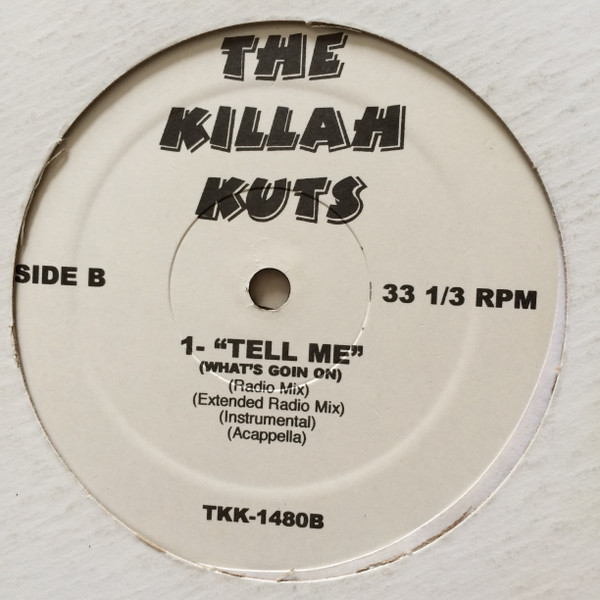 THE
KILLAH
KUTS
SIDE B
33 1/3 RPM
1- “TELL ME”
(WHAT'S GOIN ON)
(Radio Mix)
(Extended Radio Mix)
(Instrumental)
(Acappella)
TKK-1480B